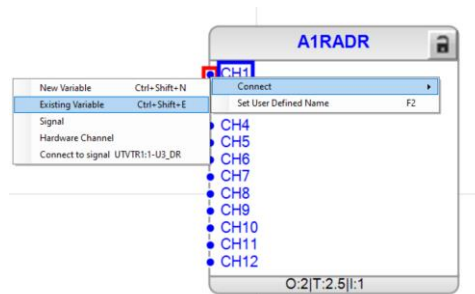 A1RADR
CH1
New Variable Ctrl+Shift+N
Connect
Existing Variable Ctrl+Shift+E
Set User Defined Name F2
Signal
CH4
Hardware Channel
CH5
Connect to signal UTVTR1:1-U3_DR
CH6
CH7
CH8
CH9
CH10
CH11
CH12
O:2|T:2.5|I:1